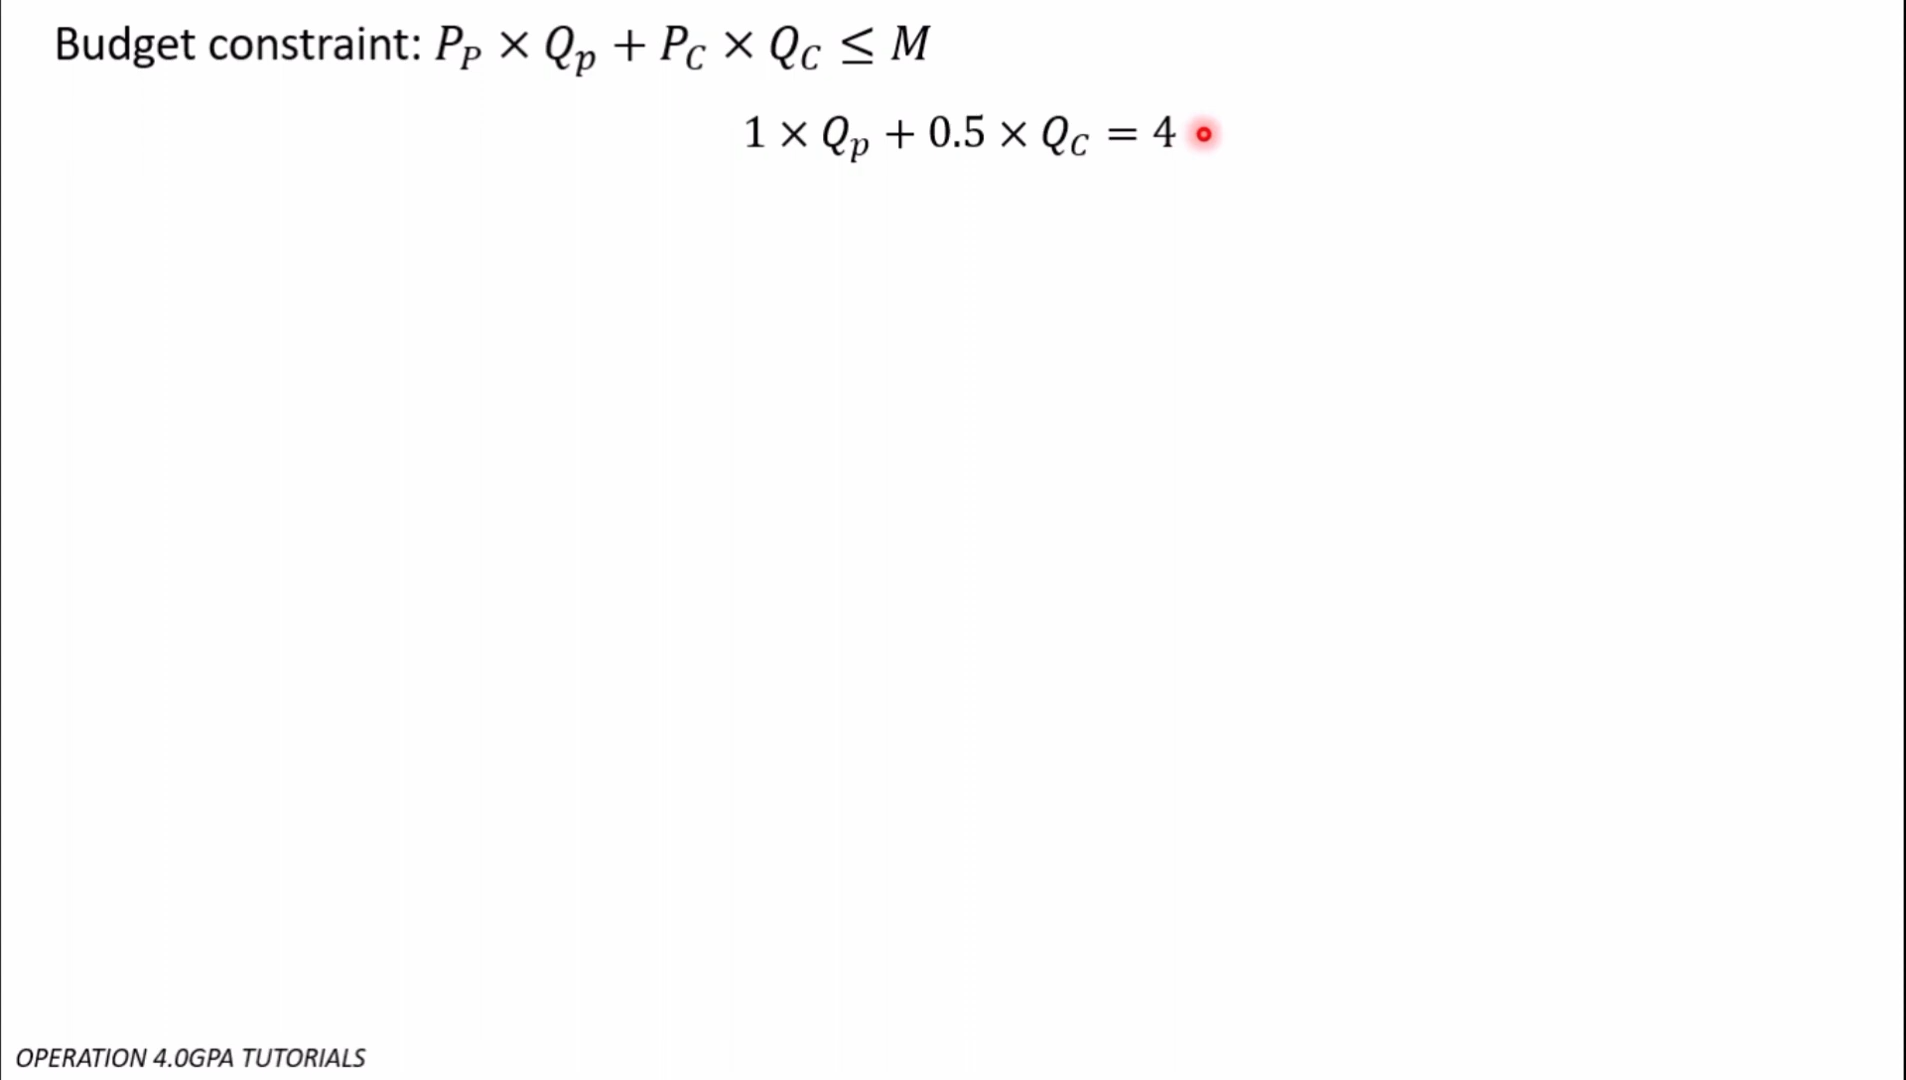 Budget constraint: P_P × Q_p + P_C × Q_C ≤ M
1 × Q_p + 0.5 × Q_C = 4
OPERATION 4.0GPA TUTORIALS